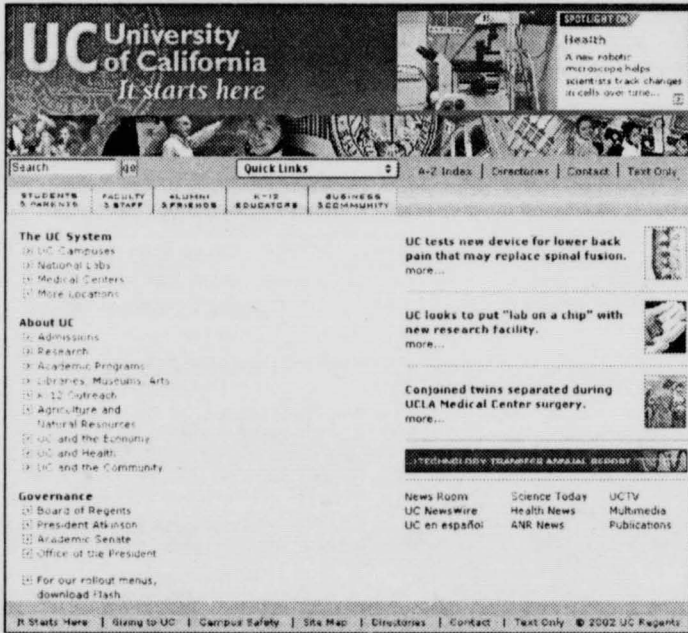 UC University of California
It starts here
SPOTLIGHT ON
Health
A new robotic
microscope helps
scientists track changes
in cells over time...
Search
go
Quick Links
A-Z Index | Directories | Contact | Text Only
STUDENTS & PARENTS
FACULTY & STAFF
ALUMNI & FRIENDS
K-12 EDUCATORS
BUSINESS & COMMUNITY
The UC System
UC Campuses
National Labs
Medical Centers
More Locations
About UC
Admissions
Research
Academic Programs
Libraries, Museums, Arts
K-12 Outreach
Agriculture and
Natural Resources
UC and the Economy
UC and Health
UC and the Community
Governance
Board of Regents
President Atkinson
Academic Senate
Office of the President
For our rollout menus,
download Flash
UC tests new device for lower back
pain that may replace spinal fusion.
more...
UC looks to put "lab on a chip" with
new research facility.
more...
Conjoined twins separated during
UCLA Medical Center surgery.
more...
TECHNOLOGY TRANSFER ANNUAL REPORT
News Room Science Today UCTV
UC NewsWire Health News Multimedia
UC en español ANR News Publications
It Starts Here | Giving to UC | Campus Safety | Site Map | Directories | Contact | Text Only © 2002 UC Regents